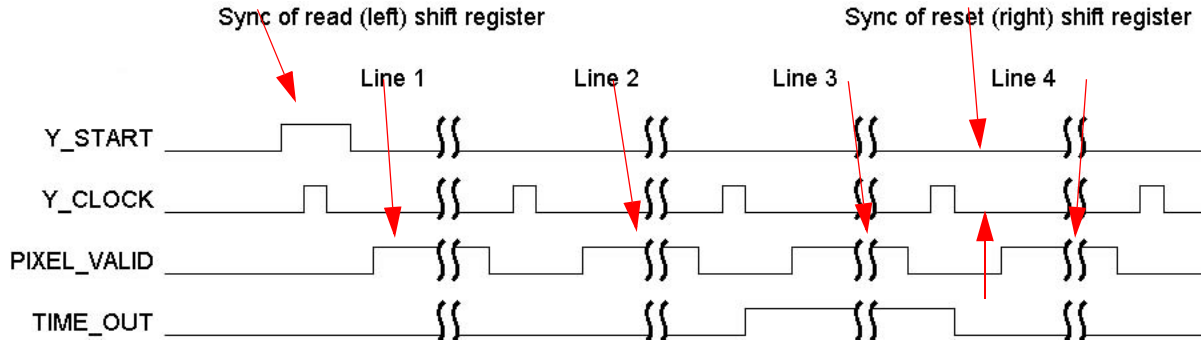 Sync of read (left) shift register
Sync of reset (right) shift register
Line 1
Line 2
Line 3
Line 4
Y_START
Y_CLOCK
PIXEL_VALID
TIME_OUT